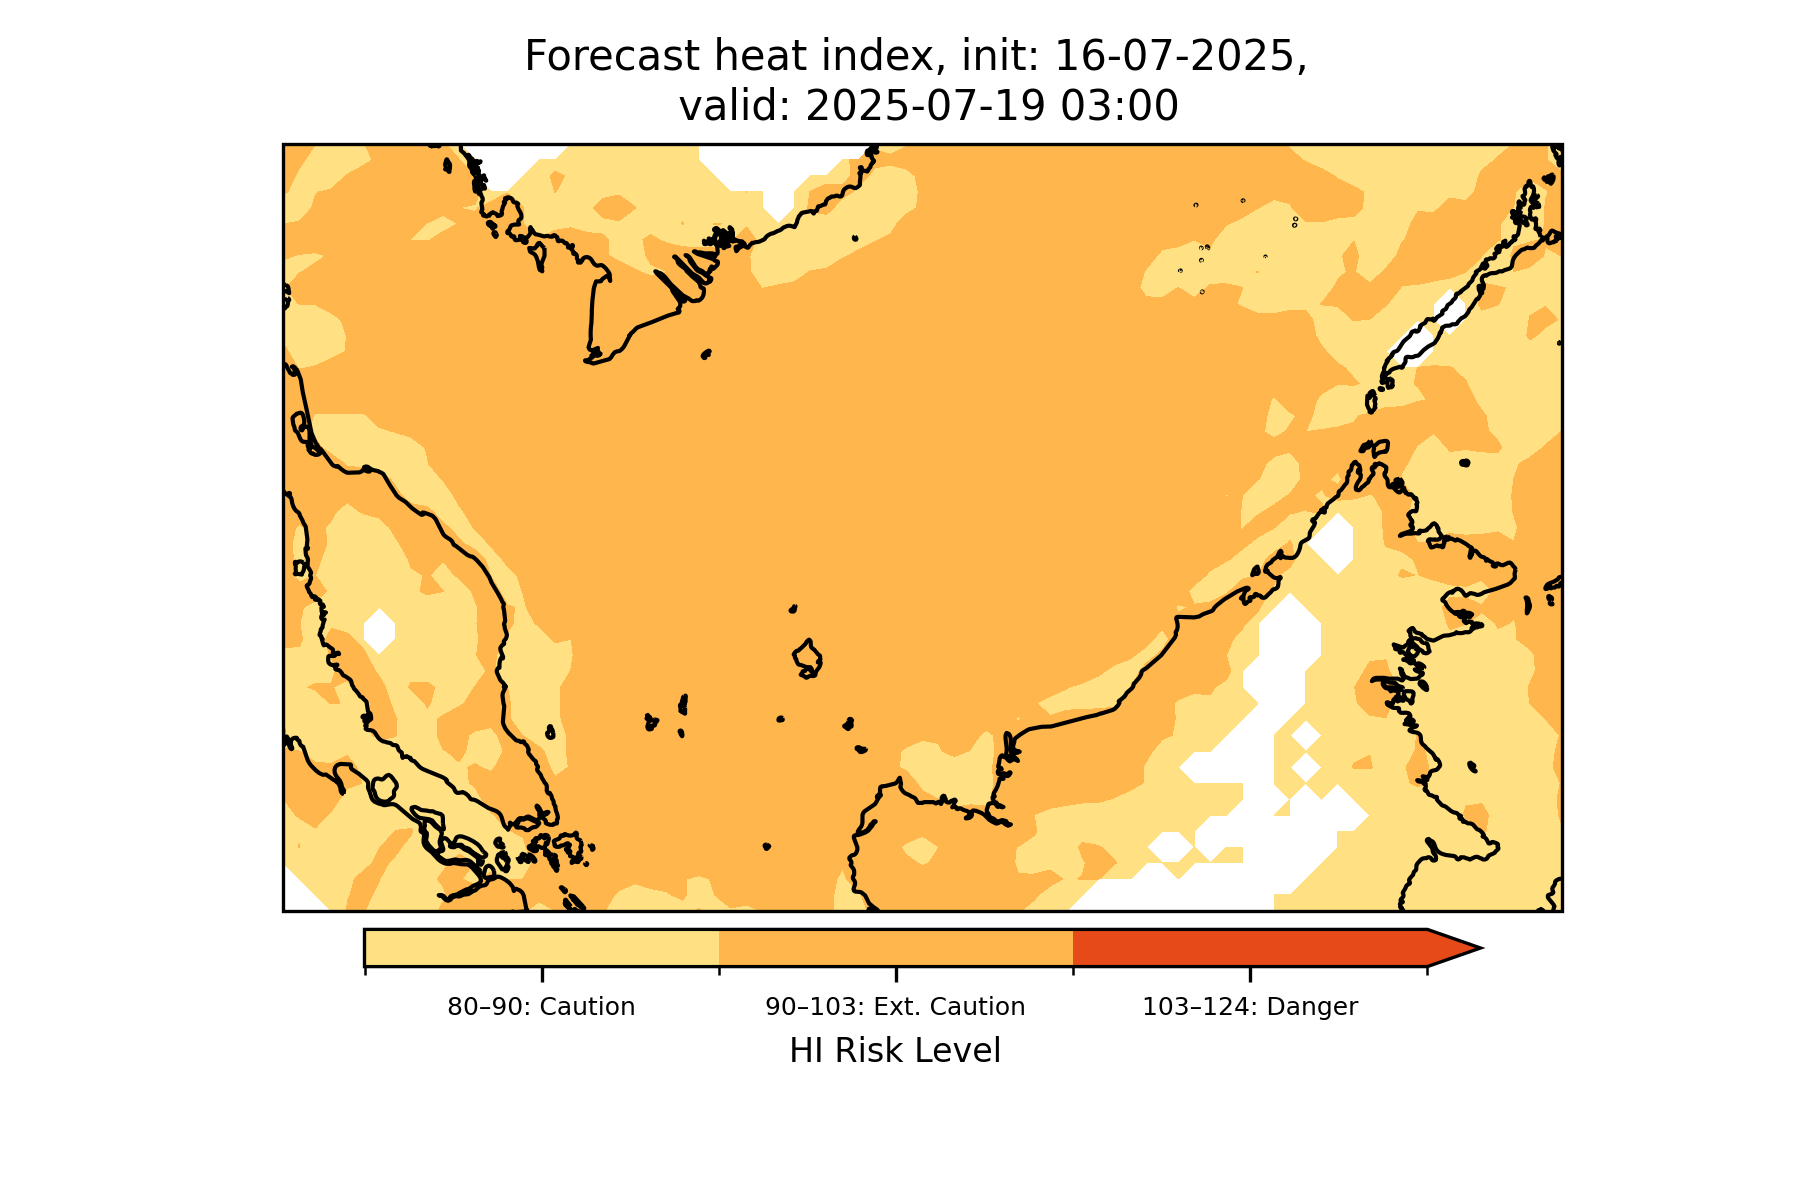 Forecast heat index, init: 16-07-2025,
valid: 2025-07-19 03:00
80–90: Caution
90–103: Ext. Caution
103–124: Danger
HI Risk Level